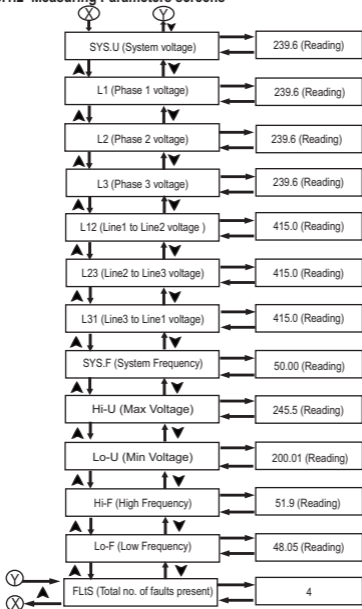 X Y
SYS.U (System voltage) 239.6 (Reading)
L1 (Phase 1 voltage) 239.6 (Reading)
L2 (Phase 2 voltage) 239.6 (Reading)
L3 (Phase 3 voltage) 239.6 (Reading)
L12 (Line1 to Line2 voltage ) 415.0 (Reading)
L23 (Line2 to Line3 voltage) 415.0 (Reading)
L31 (Line3 to Line1 voltage) 415.0 (Reading)
SYS.F (System Frequency) 50.00 (Reading)
Hi-U (Max Voltage) 245.5 (Reading)
Lo-U (Min Voltage) 200.01 (Reading)
Hi-F (High Frequency) 51.9 (Reading)
Lo-F (Low Frequency) 48.05 (Reading)
Y
X
FLtS (Total no. of faults present) 4